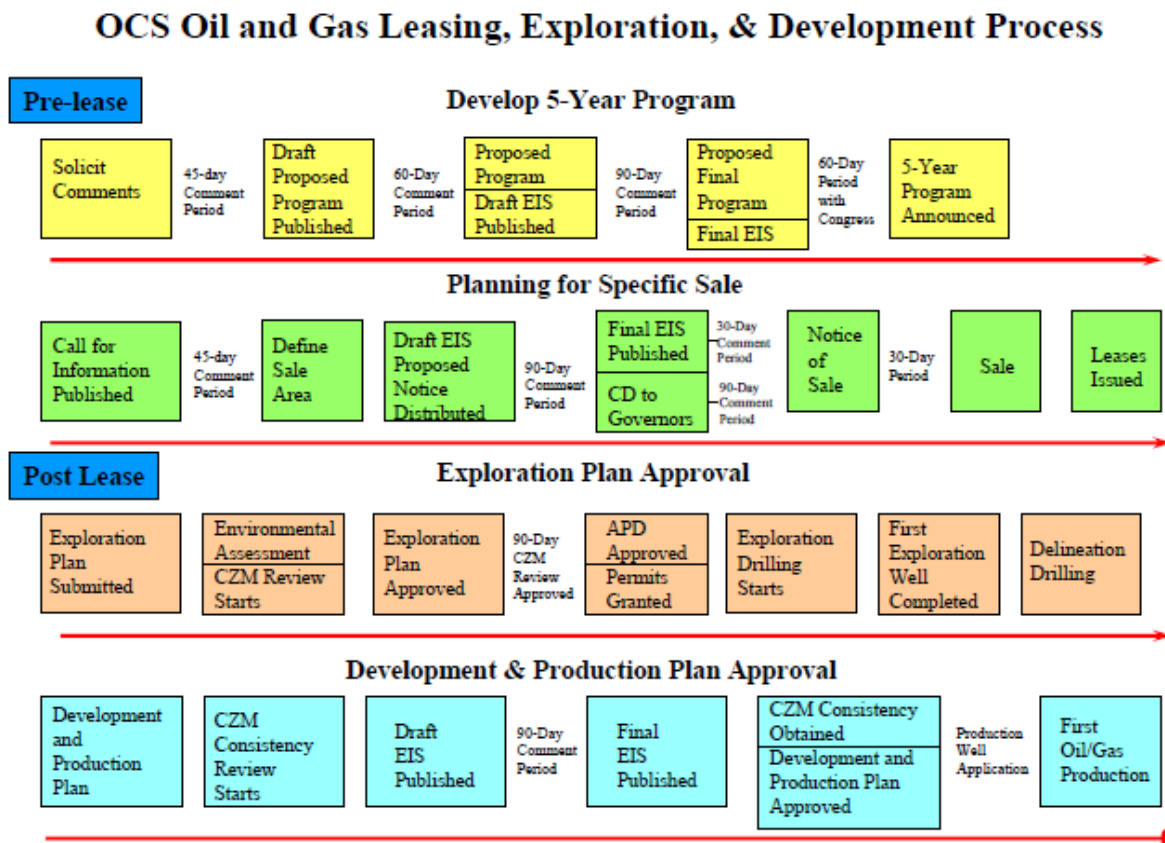 OCS Oil and Gas Leasing, Exploration, & Development Process
Pre-lease
Develop 5-Year Program
Solicit
Comments
45-day
Comment
Period
Draft
Proposed
Program
Published
60-Day
Comment
Period
Proposed
Program
Draft EIS
Published
90-Day
Comment
Period
Proposed
Final
Program
Final EIS
60-Day
Period
with
Congress
5-Year
Program
Announced
Planning for Specific Sale
Call for
Information
Published
45-day
Comment
Period
Define
Sale
Area
Draft EIS
Proposed
Notice
Distributed
90-Day
Comment
Period
Final EIS
Published
CD to
Governors
30-Day
Comment
Period
90-Day
Comment
Period
Notice
of
Sale
30-Day
Period
Sale
Leases
Issued
Post Lease
Exploration Plan Approval
Exploration
Plan
Submitted
Environmental
Assessment
CZM Review
Starts
Exploration
Plan
Approved
90-Day
CZM
Review
Approved
APD
Approved
Permits
Granted
Exploration
Drilling
Starts
First
Exploration
Well
Completed
Delineation
Drilling
Development & Production Plan Approval
Development
and
Production
Plan
CZM
Consistency
Review
Starts
Draft
EIS
Published
90-Day
Comment
Period
Final
EIS
Published
CZM Consistency
Obtained
Development and
Production Plan
Approved
Production
Well
Application
First
Oil/Gas
Production